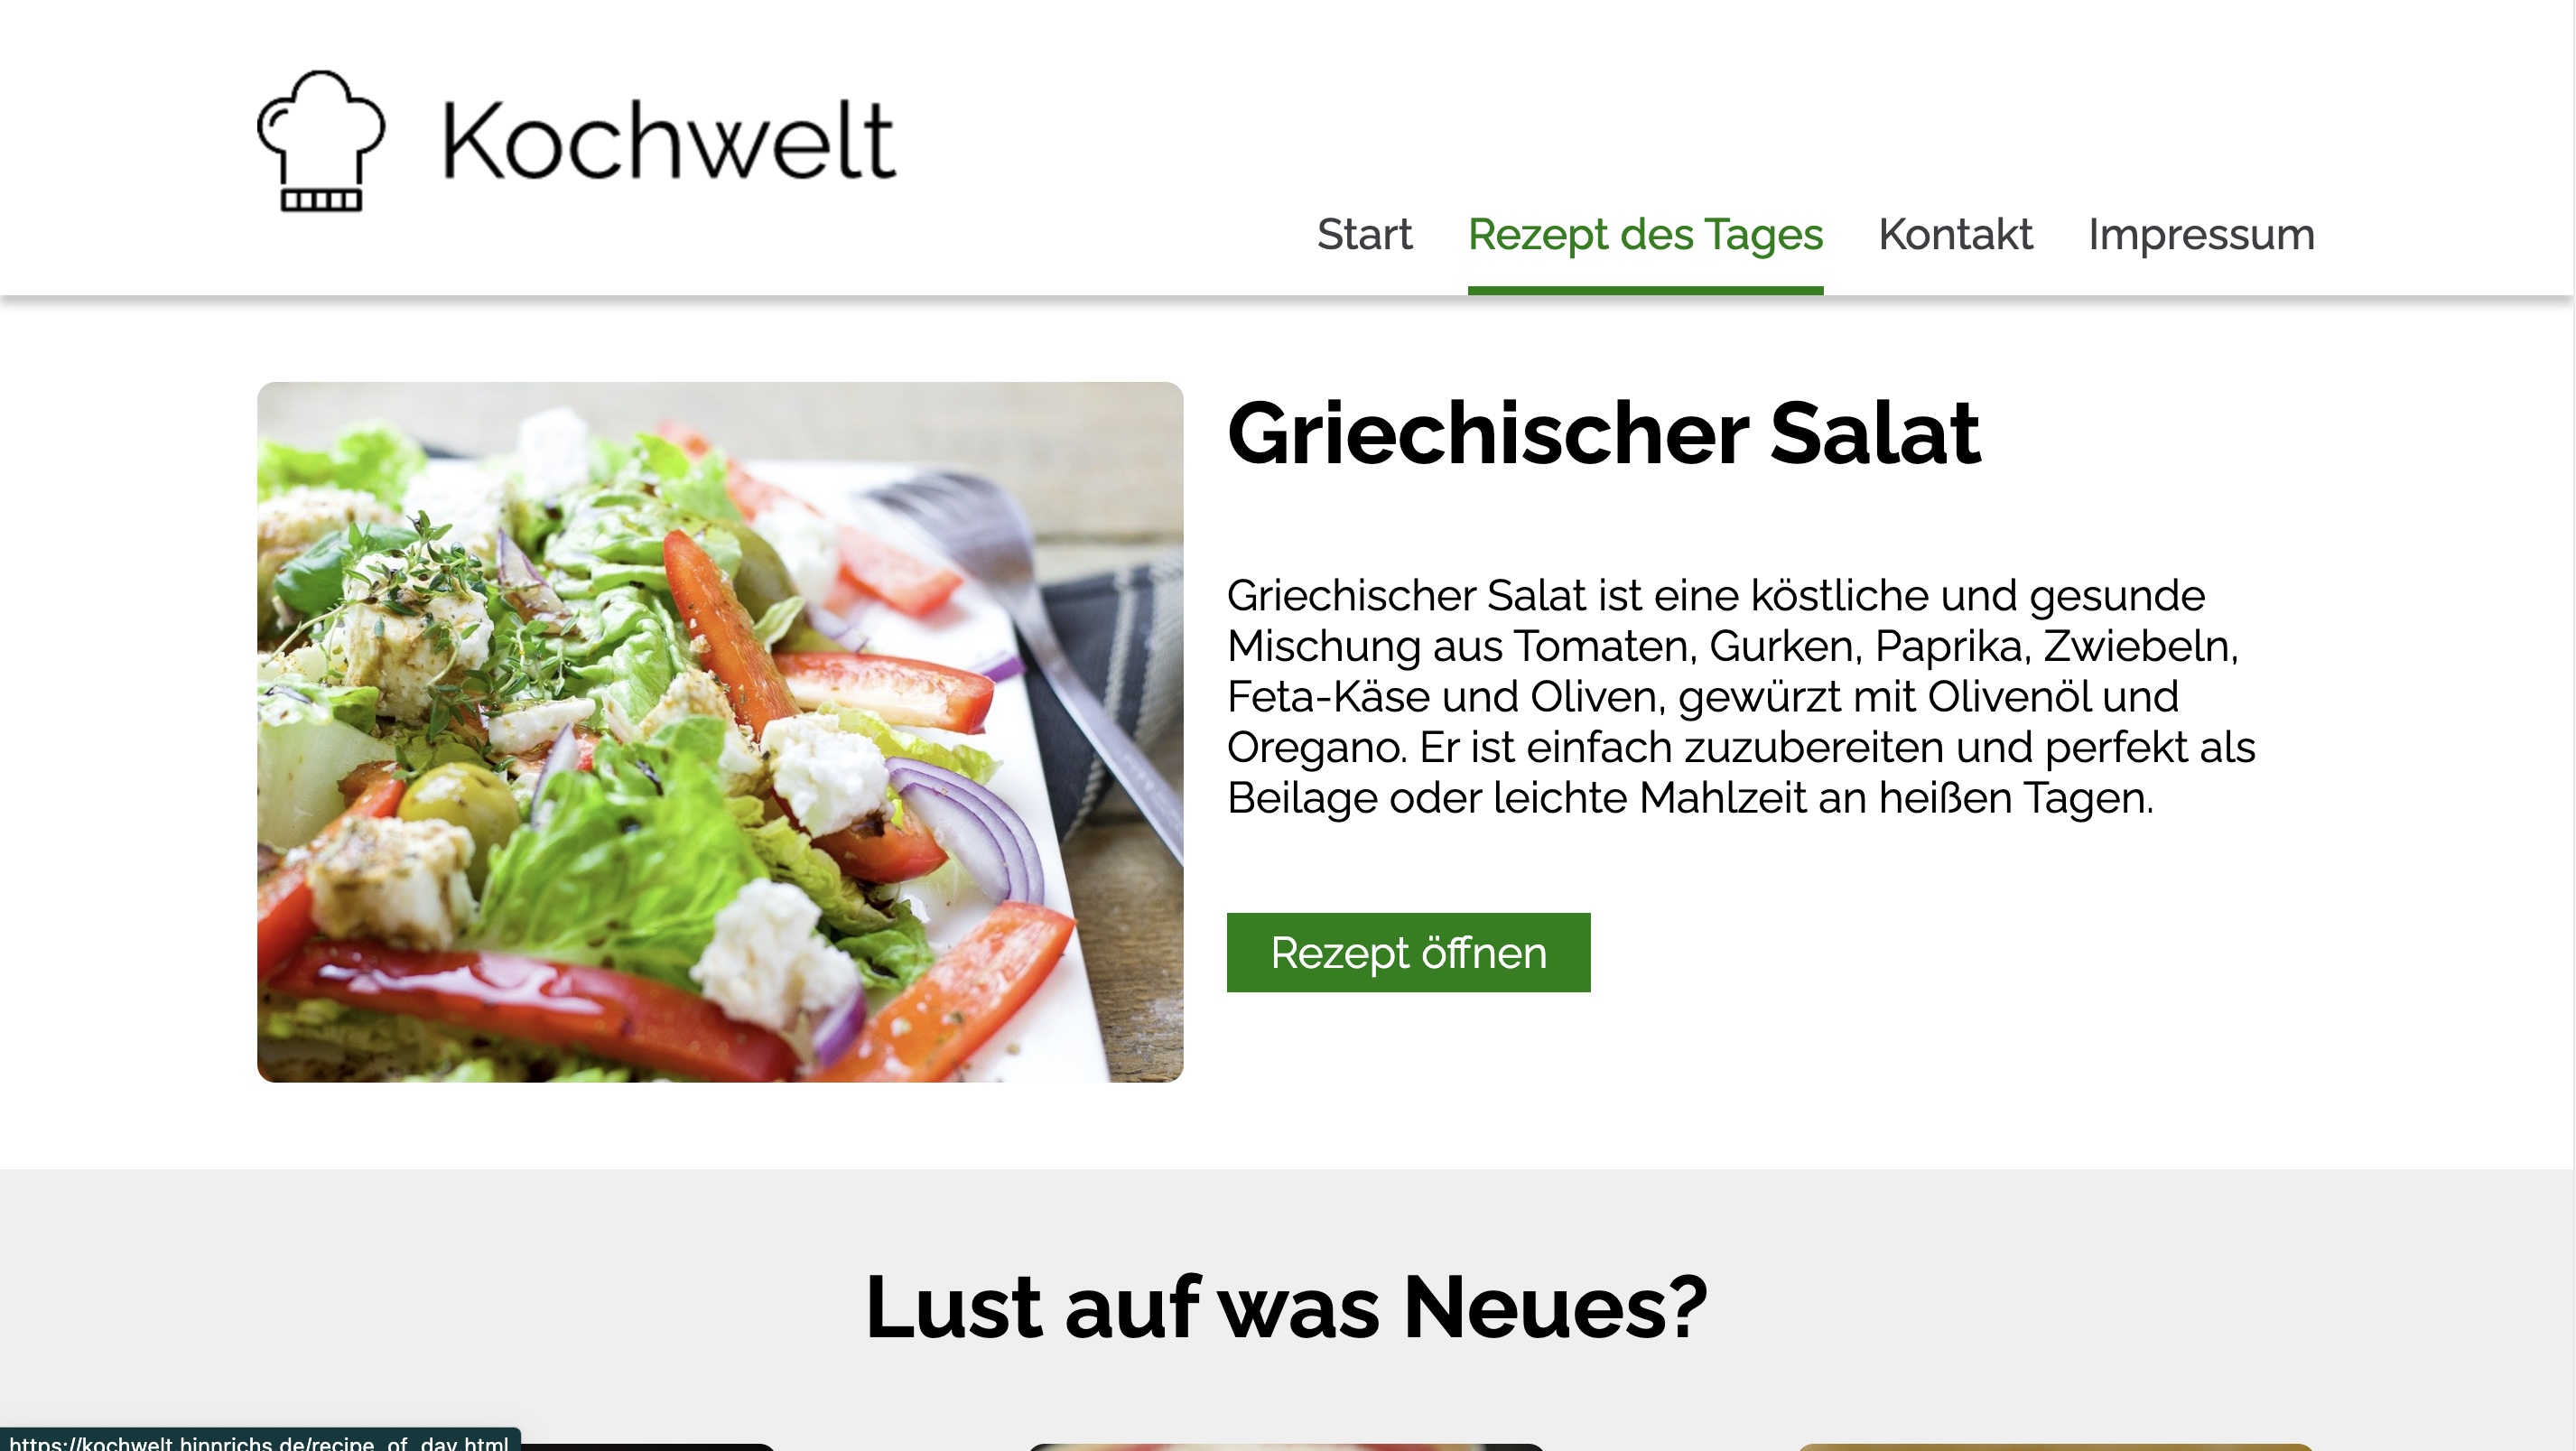 Kochwelt
Start Rezept des Tages Kontakt Impressum
Griechischer Salat
Griechischer Salat ist eine köstliche und gesunde
Mischung aus Tomaten, Gurken, Paprika, Zwiebeln,
Feta-Käse und Oliven, gewürzt mit Olivenöl und
Oregano. Er ist einfach zuzubereiten und perfekt als
Beilage oder leichte Mahlzeit an heißen Tagen.
Rezept öffnen
Lust auf was Neues?
https://kochwelt.hinnrichs.de/recipe_of_day.html